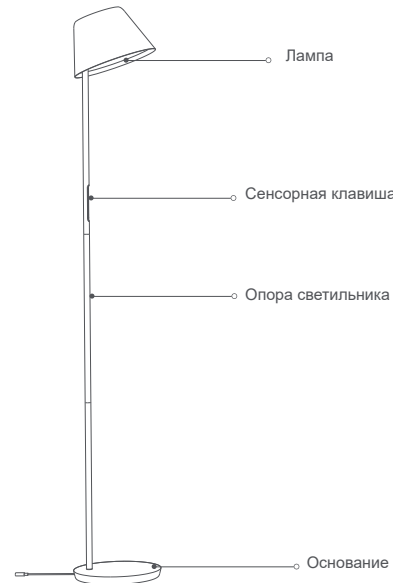 Лампа
Сенсорная клавиша
Опора светильника
Основание